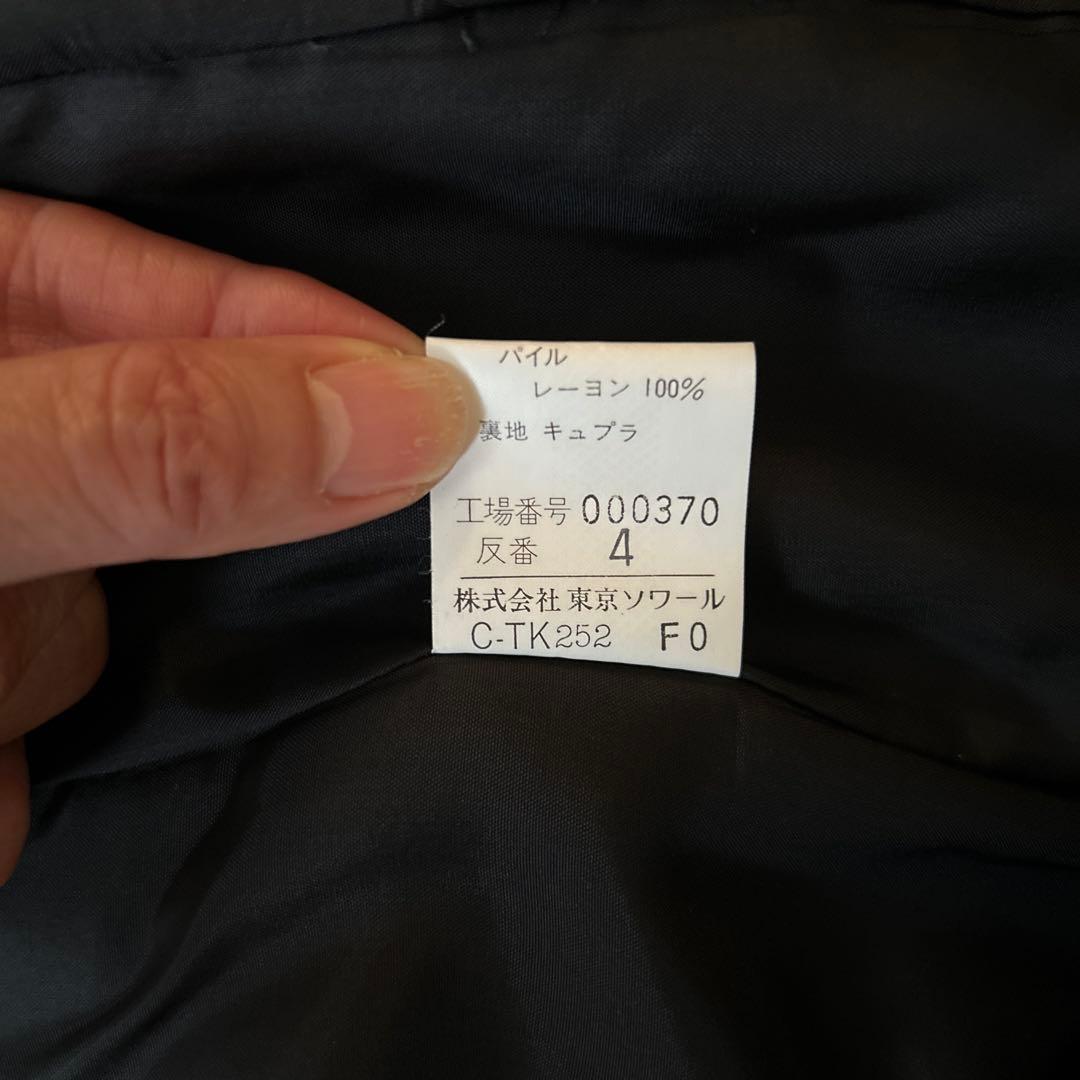 パイル
レーヨン 100%
裏地 キュプラ
工場番号 000370
反番 4
株式会社 東京ソワール
C-TK252 F0